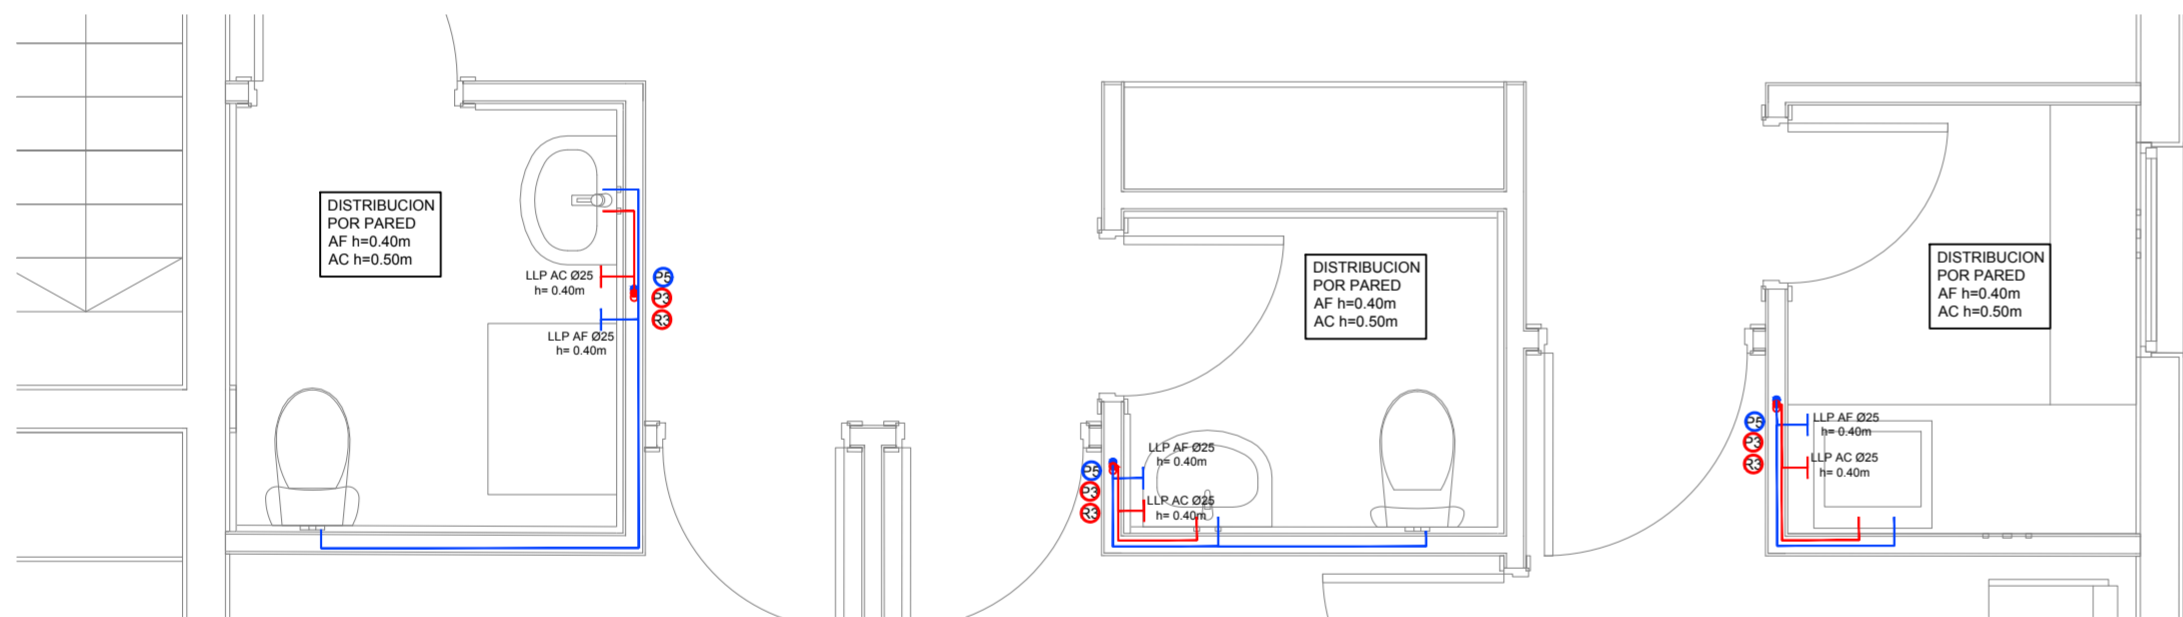 DISTRIBUCION
POR PARED
AF h=0.40m
AC h=0.50m
LLP AC Ø25
h= 0.40m
LLP AF Ø25
h= 0.40m
P5
P3
R3
DISTRIBUCION
POR PARED
AF h=0.40m
AC h=0.50m
LLP AF Ø25
h= 0.40m
LLP AC Ø25
h= 0.40m
P5
P3
R3
DISTRIBUCION
POR PARED
AF h=0.40m
AC h=0.50m
P5
P3
R3
LLP AF Ø25
h= 0.40m
LLP AC Ø25
h= 0.40m